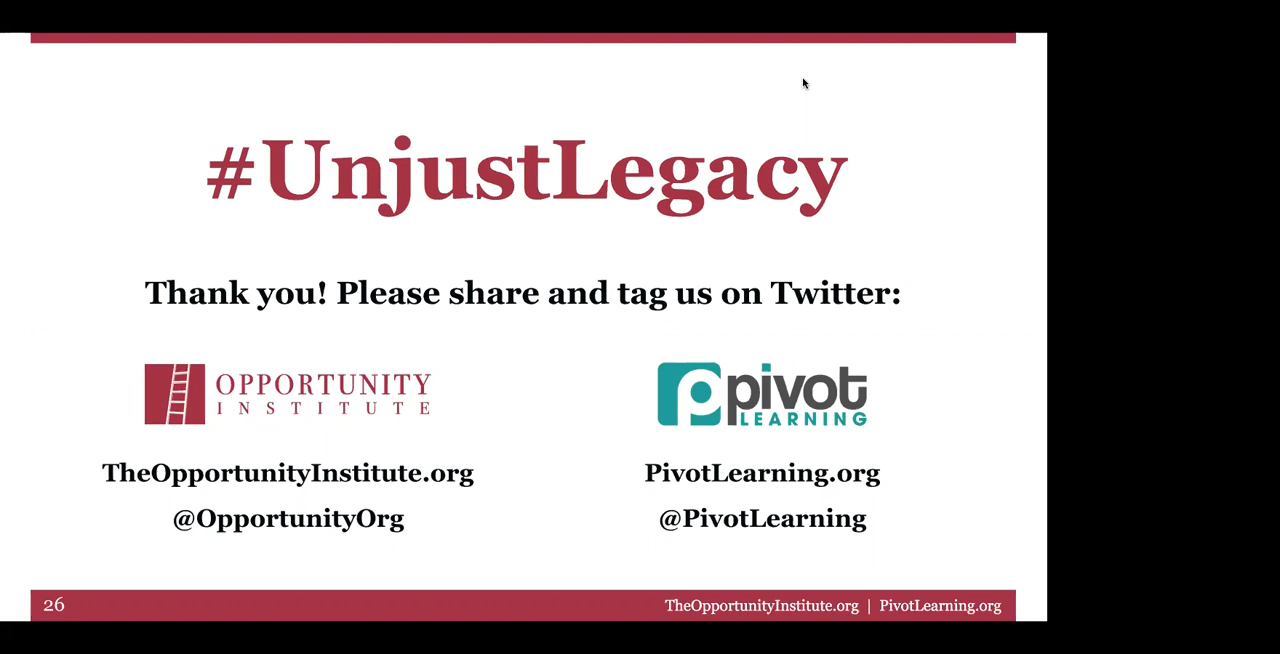 #UnjustLegacy
Thank you! Please share and tag us on Twitter:
OPPORTUNITY
INSTITUTE
pivot
LEARNING
TheOpportunityInstitute.org
PivotLearning.org
@OpportunityOrg
@PivotLearning
26
TheOpportunityInstitute.org | PivotLearning.org